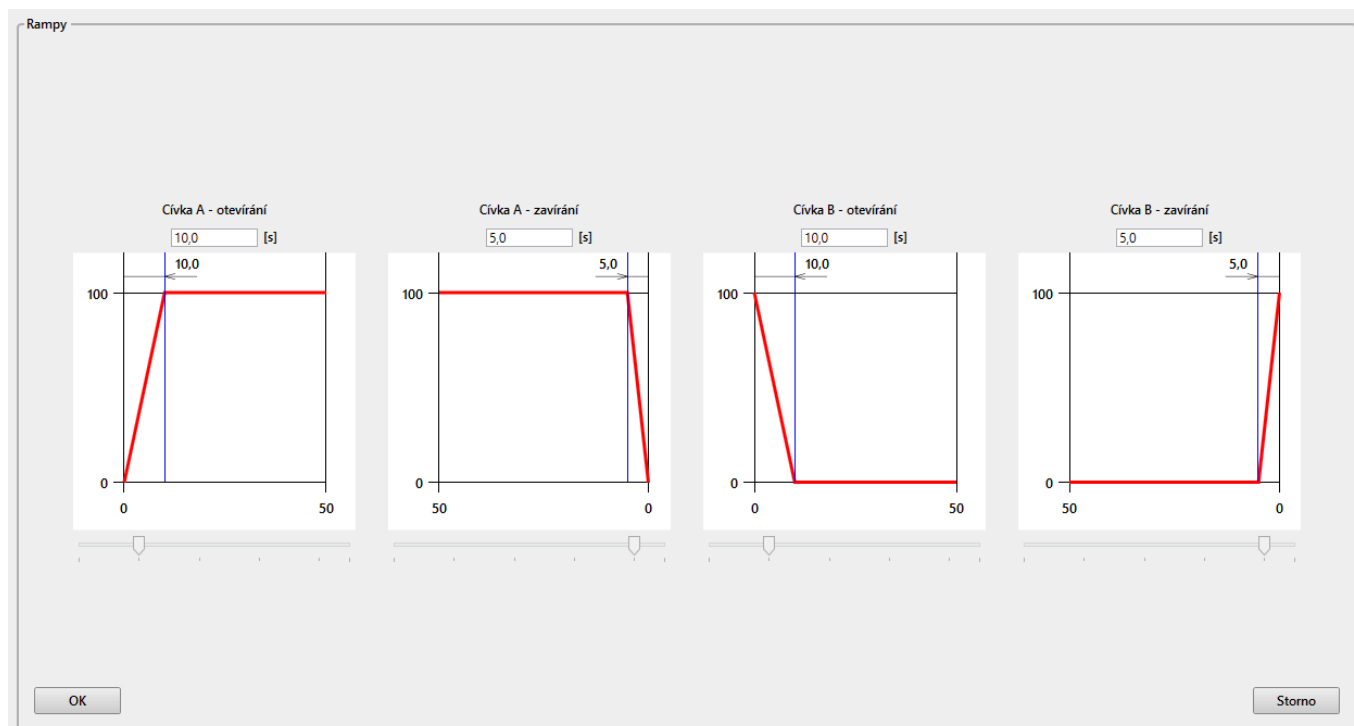 Rampy
Cívka A - otevírání
10,0 [s]
10,0
100
0
0 50
Cívka A - zavírání
5,0 [s]
5,0
100
0
50 0
Cívka B - otevírání
10,0 [s]
10,0
100
0
0 50
Cívka B - zavírání
5,0 [s]
5,0
100
0
50 0
OK
Storno